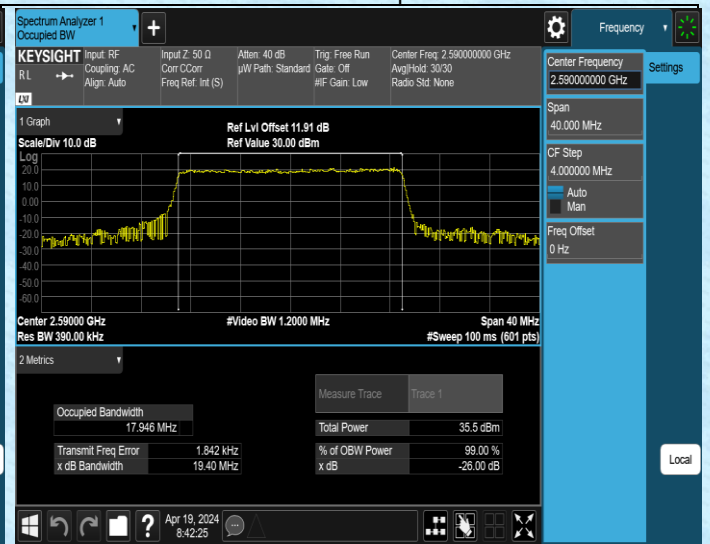 Spectrum Analyzer 1
Occupied BW
+
Frequency
KEYSIGHT
RL
LXI
Input: RF
Coupling: AC
Align: Auto
Input Z: 50 Ω
Corr CCorr
Freq Ref: Int (S)
Atten: 40 dB
µW Path: Standard
Trig: Free Run
Gate: Off
#IF Gain: Low
Center Freq: 2.590000000 GHz
Avg|Hold: 30/30
Radio Std: None
Center Frequency
2.590000000 GHz
Settings
Span
40.000 MHz
CF Step
4.000000 MHz
Auto
Man
Freq Offset
0 Hz
1 Graph
Scale/Div 10.0 dB
Ref Lvl Offset 11.91 dB
Ref Value 30.00 dBm
Log
20.0
10.0
0.00
-10.0
-20.0
-30.0
-40.0
-50.0
-60.0
Center 2.59000 GHz
Res BW 390.00 kHz
#Video BW 1.2000 MHz
Span 40 MHz
#Sweep 100 ms (601 pts)
2 Metrics
Measure Trace
Trace 1
Occupied Bandwidth
17.946 MHz
Total Power
35.5 dBm
Transmit Freq Error
1.842 kHz
% of OBW Power
99.00 %
x dB Bandwidth
19.40 MHz
x dB
-26.00 dB
Local
?
Apr 19, 2024
8:42:25